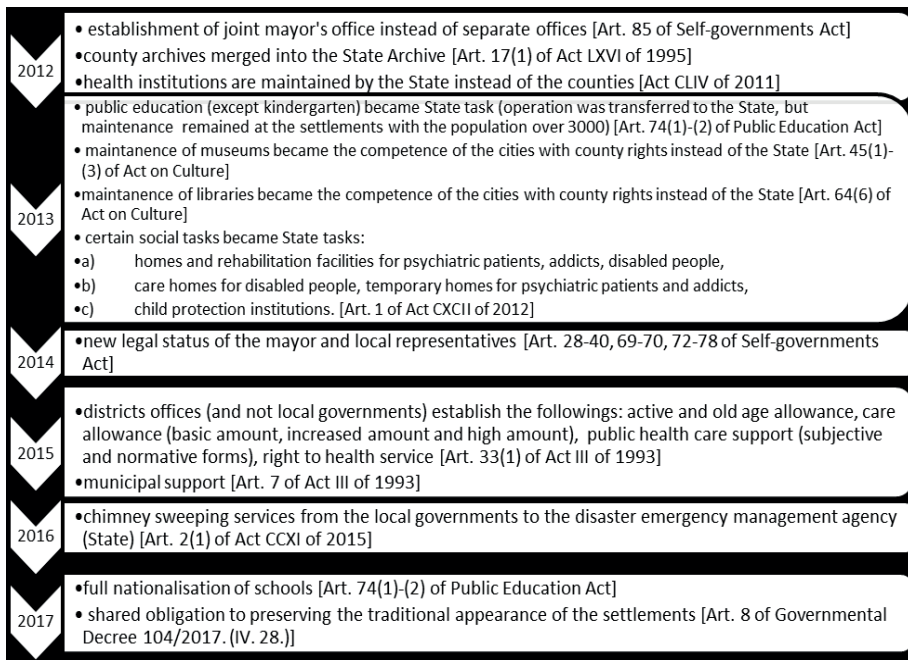 2012
• establishment of joint mayor's office instead of separate offices [Art. 85 of Self-governments Act]
•county archives merged into the State Archive [Art. 17(1) of Act LXVI of 1995]
•health institutions are maintained by the State instead of the counties [Act CLIV of 2011]
2013
• public education (except kindergarten) became State task (operation was transferred to the State, but
maintenance remained at the settlements with the population over 3000) [Art. 74(1)-(2) of Public Education Act]
• maintanene of museums became the competence of the cities with county rights instead of the State [Art. 45(1)-
(3) of Act on Culture]
•maintanene of libraries became the competence of the cities with county rights instead of the State [Art. 64(6) of
Act on Culture]
• certain social tasks became State tasks:
•a) homes and rehabilitation facilities for psychiatric patients, addicts, disabled people,
•b) care homes for disabled people, temporary homes for psychiatric patients and addicts,
•c) child protection institutions. [Art. 1 of Act CXCII of 2012]
2014
•new legal status of the mayor and local representatives [Art. 28-40, 69-70, 72-78 of Self-governments
Act]
2015
•districts offices (and not local governments) establish the followings: active and old age allowance, care
allowance (basic amount, increased amount and high amount), public health care support (subjective
and normative forms), right to health service [Art. 33(1) of Act III of 1993]
•municipal support [Art. 7 of Act III of 1993]
2016
•chimney sweeping services from the local governments to the disaster emergency management agency
(State) [Art. 2(1) of Act CCXI of 2015]
2017
•full nationalisation of schools [Art. 74(1)-(2) of Public Education Act]
• shared obligation to preserving the traditional appearance of the settlements [Art. 8 of Governmental
Decree 104/2017. (IV. 28.)]